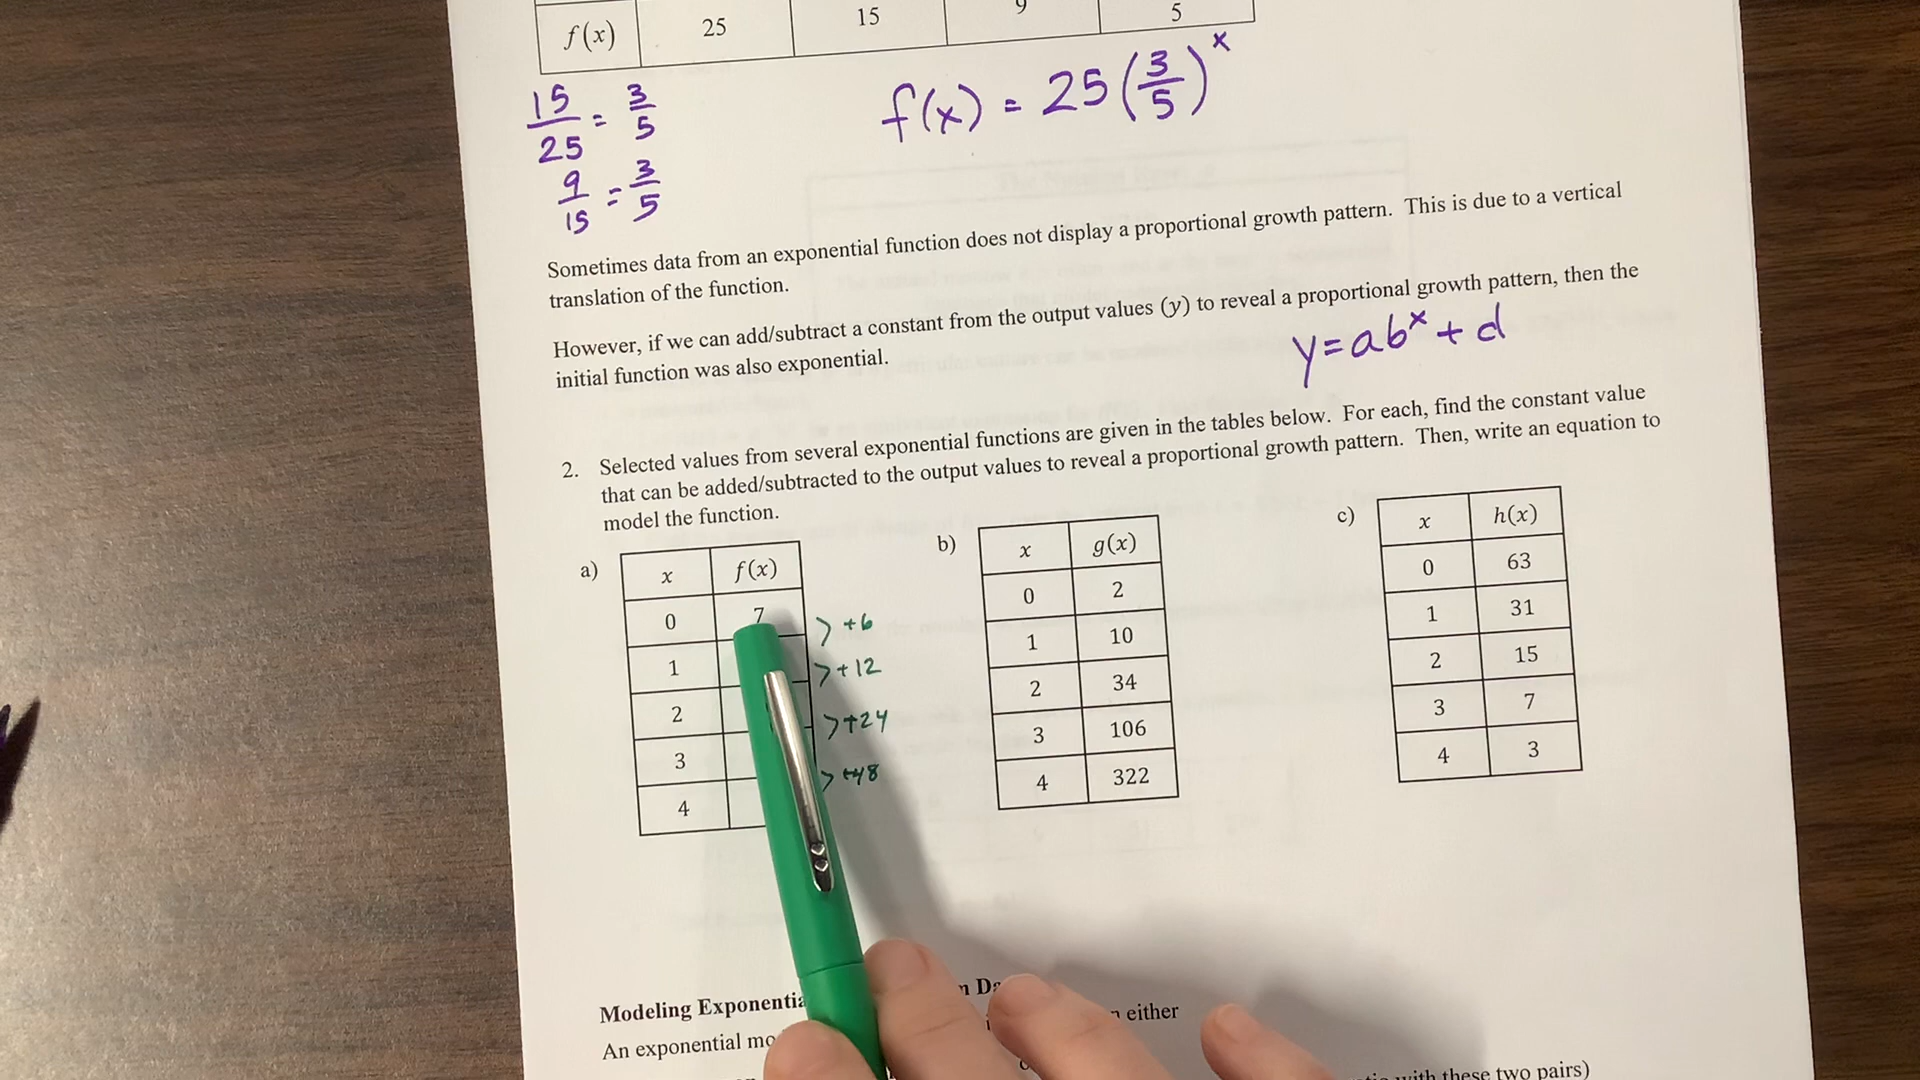 f(x) 25 15 9 5
15/25 = 3/5
f(x) = 25(3/5)^x
9/15 = 3/5
Sometimes data from an exponential function does not display a proportional growth pattern. This is due to a vertical
translation of the function.
However, if we can add/subtract a constant from the output values (y) to reveal a proportional growth pattern, then the
initial function was also exponential.
y=ab^x + d
2. Selected values from several exponential functions are given in the tables below. For each, find the constant value
that can be added/subtracted to the output values to reveal a proportional growth pattern. Then, write an equation to
model the function.
a)
x f(x)
0 7
1
2
3
4
>+6
>+12
>+24
>+48
b)
x g(x)
0 2
1 10
2 34
3 106
4 322
c)
x h(x)
0 63
1 31
2 15
3 7
4 3
Modeling
either
An exponential
with these two pairs)